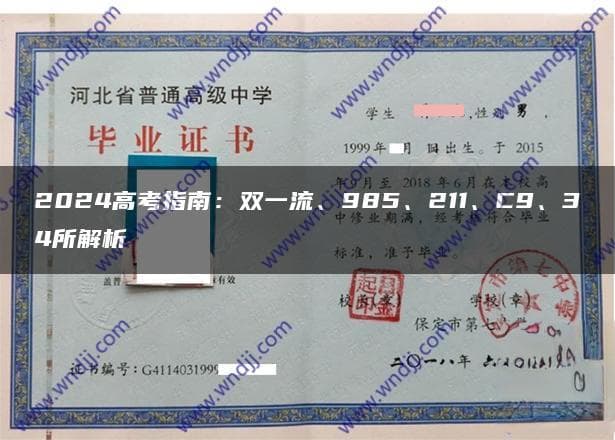 www.wndjj.com
河北省普通高级中学
毕业证书
学生
,性别 男 ,
1999年 月
日出生。于 2015
年9月至 2018 年 6月在本校高
中修业期满，经考核符合毕业
标准，准予毕业。
2024高考指南：双一流、985、211、C9、3
4所解析
校长(章)
学校(章)
保定市第七中学
二〇一八年 六
证书编号：G4114031999